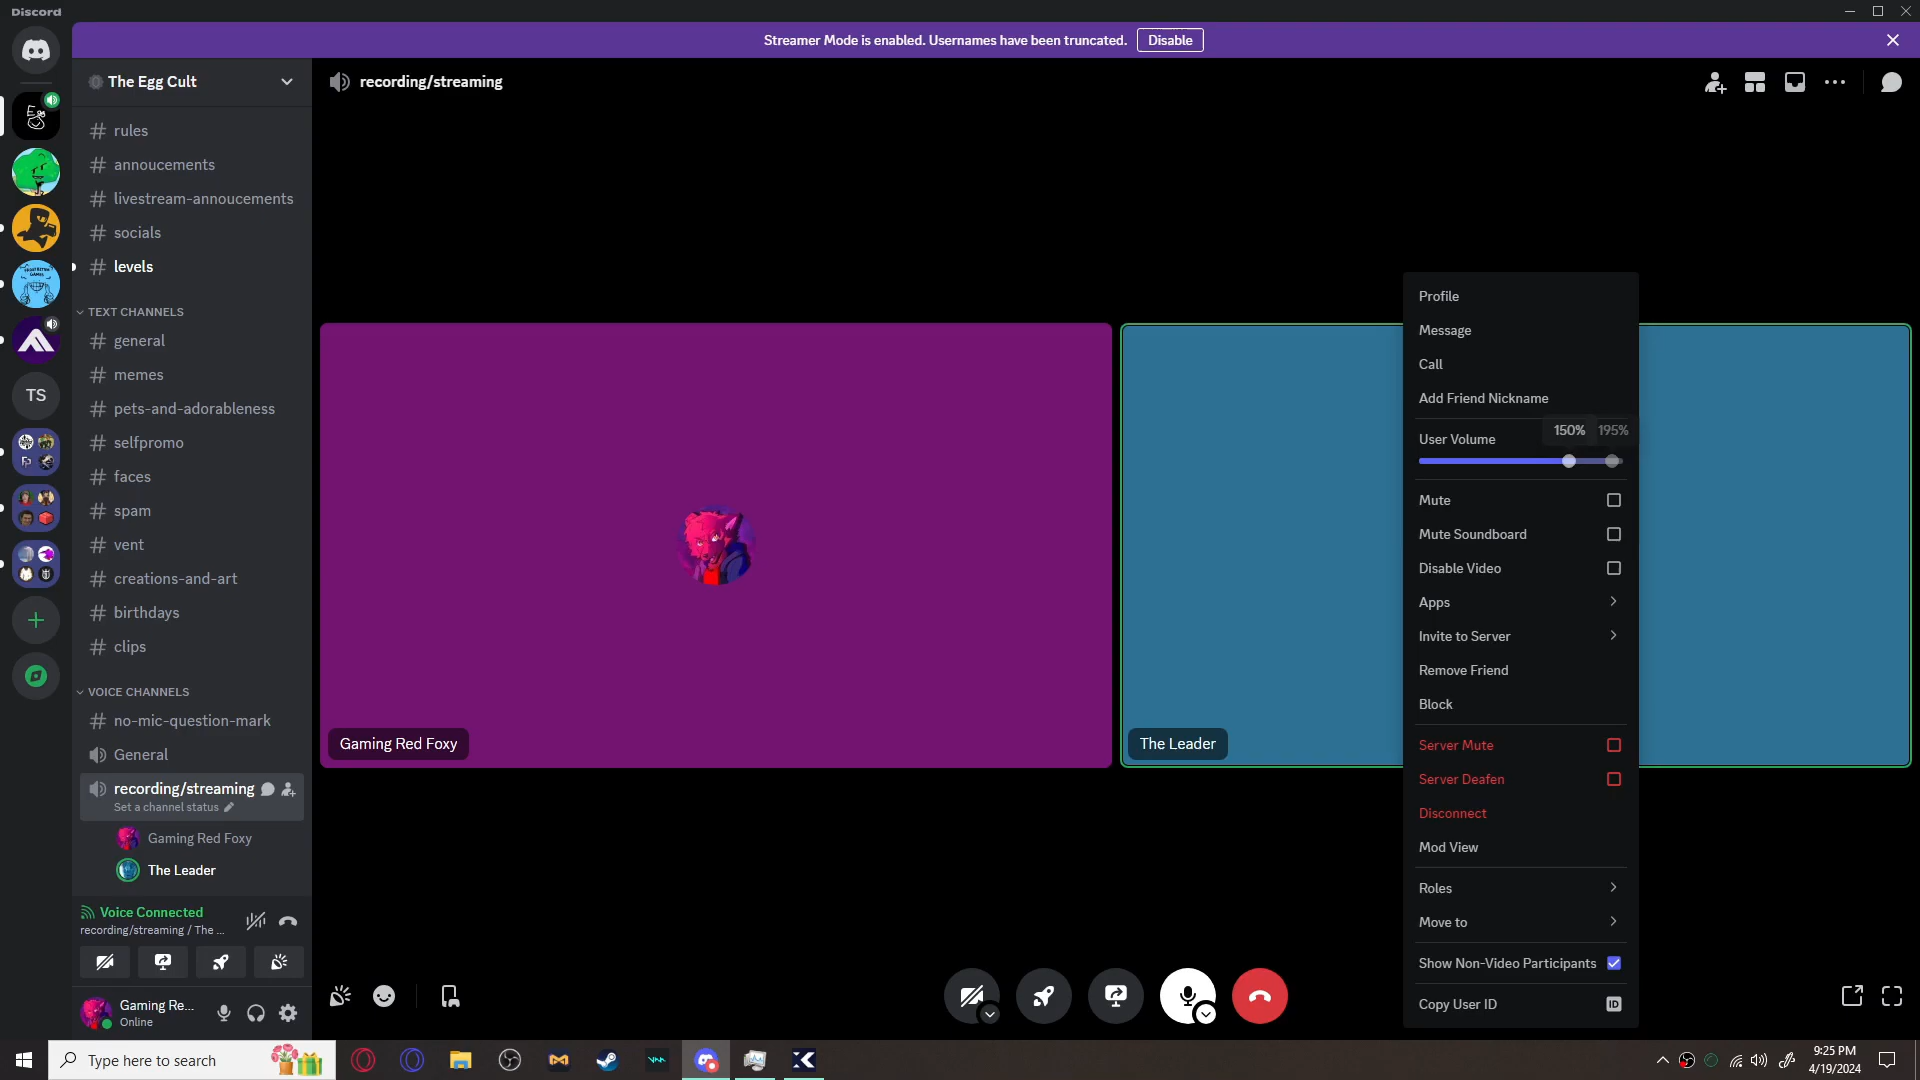 Discord
Streamer Mode is enabled. Usernames have been truncated.
Disable
The Egg Cult
recording/streaming
rules
annoucements
livestream-annoucements
socials
levels
TEXT CHANNELS
general
memes
pets-and-adorableness
selfpromo
faces
spam
vent
creations-and-art
birthdays
clips
VOICE CHANNELS
no-mic-question-mark
General
recording/streaming
Set a channel status
Gaming Red Foxy
The Leader
Voice Connected
recording/streaming / The ...
Gaming Re...
Online
TS
Gaming Red Foxy
The Leader
Profile
Message
Call
Add Friend Nickname
User Volume
150%
195%
Mute
Mute Soundboard
Disable Video
Apps
Invite to Server
Remove Friend
Block
Server Mute
Server Deafen
Disconnect
Mod View
Roles
Move to
Show Non-Video Participants
Copy User ID
ID
Type here to search
9:25 PM
4/19/2024